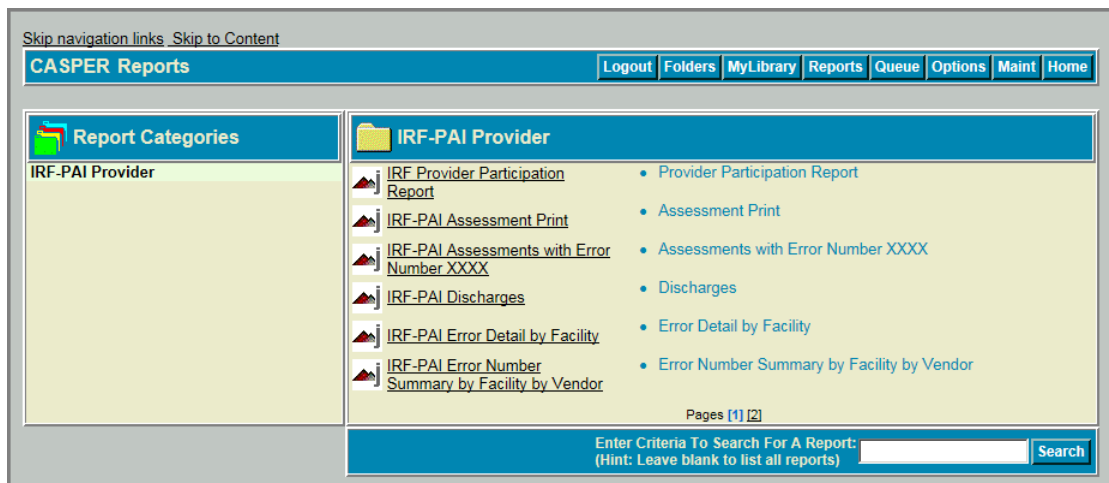 Skip navigation links Skip to Content
CASPER Reports
Logout Folders MyLibrary Reports Queue Options Maint Home
Report Categories
IRF-PAI Provider
IRF-PAI Provider
IRF Provider Participation
Report
Provider Participation Report
IRF-PAI Assessment Print
Assessment Print
IRF-PAI Assessments with Error
Number XXXX
Assessments with Error Number XXXX
IRF-PAI Discharges
Discharges
IRF-PAI Error Detail by Facility
Error Detail by Facility
IRF-PAI Error Number
Summary by Facility by Vendor
Error Number Summary by Facility by Vendor
Pages [1] [2]
Enter Criteria To Search For A Report:
(Hint: Leave blank to list all reports)
Search